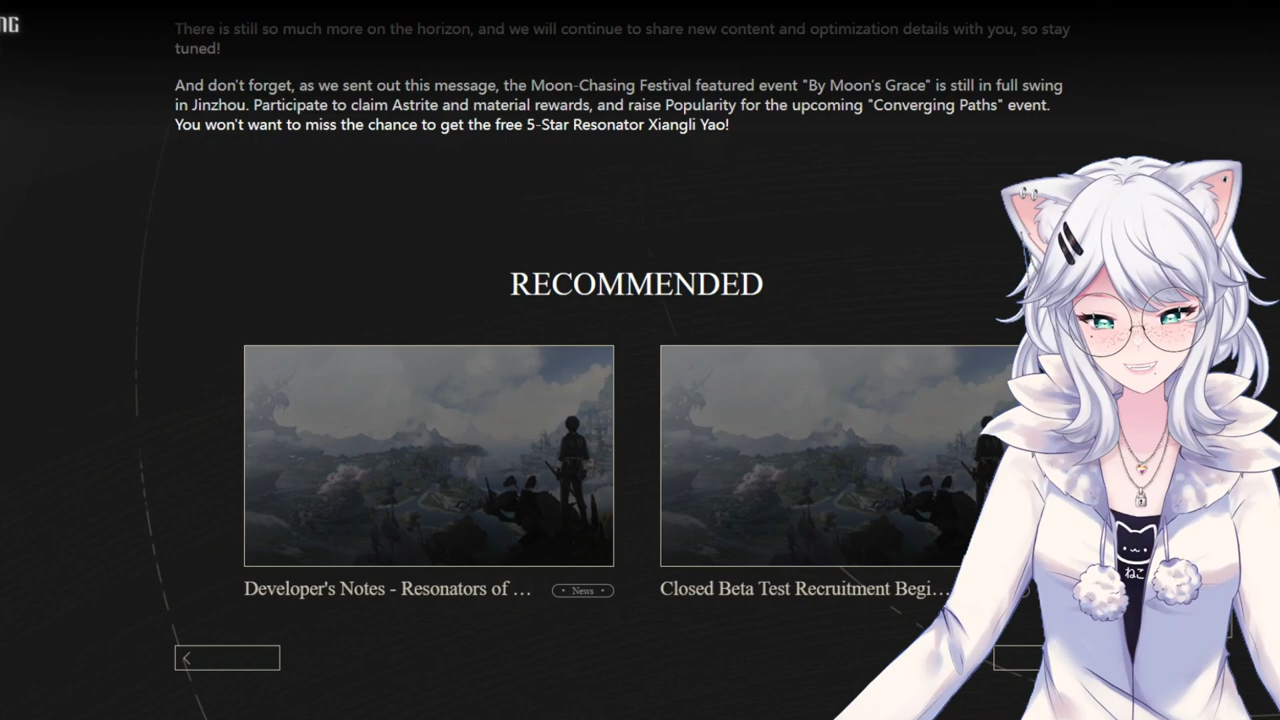 NG
There is still so much more on the horizon, and we will continue to share new content and optimization details with you, so stay
tuned!
And don't forget, as we sent out this message, the Moon-Chasing Festival featured event "By Moon's Grace" is still in full swing
in Jinzhou. Participate to claim Astrite and material rewards, and raise Popularity for the upcoming "Converging Paths" event.
You won't want to miss the chance to get the free 5-Star Resonator Xiangli Yao!
RECOMMENDED
Developer's Notes - Resonators of ...
• News •
Closed Beta Test Recruitment Begi...
ねこ